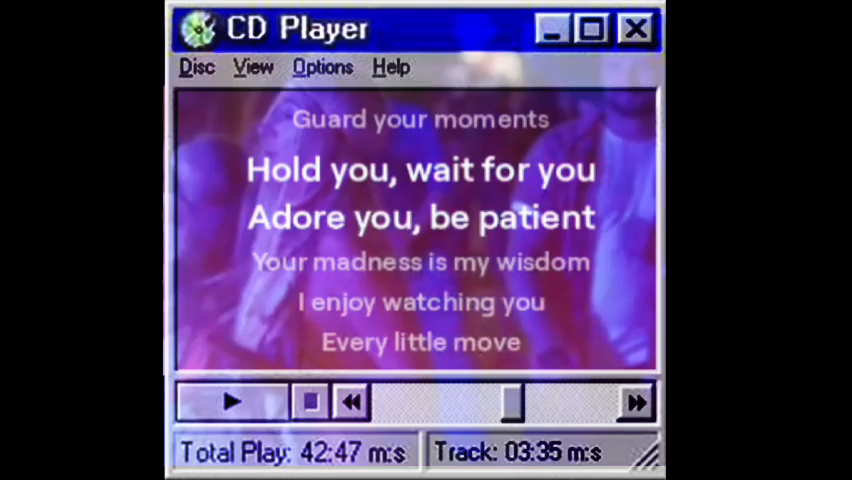 CD Player
Disc View Options Help
Guard your moments
Hold you, wait for you
Adore you, be patient
Your madness is my wisdom
I enjoy watching you
Every little move
Total Play: 42:47 m:s Track: 03:35 m:s